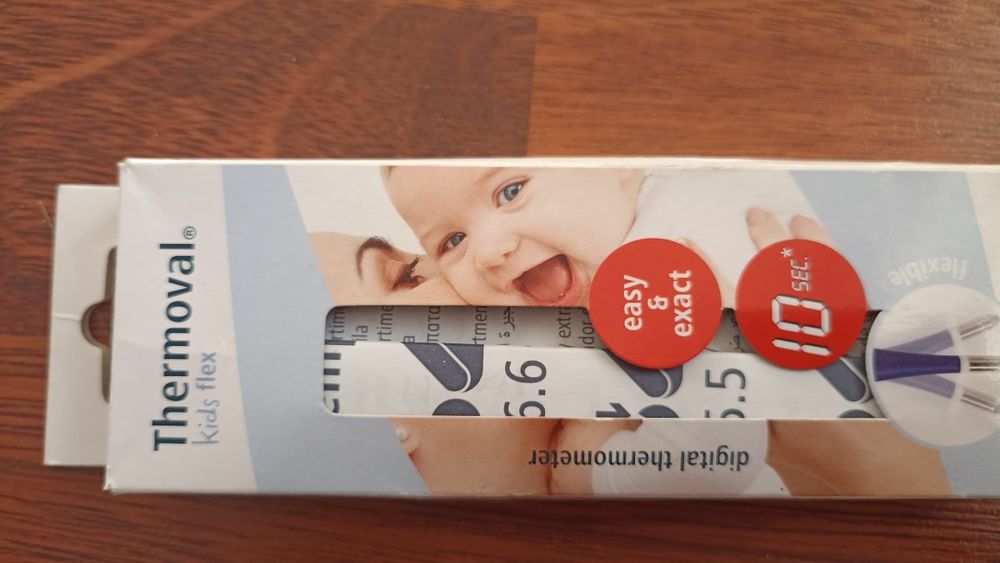 Thermoval®
kids flex
easy
&
exact
10 SEC.*
flexible
digital thermometer